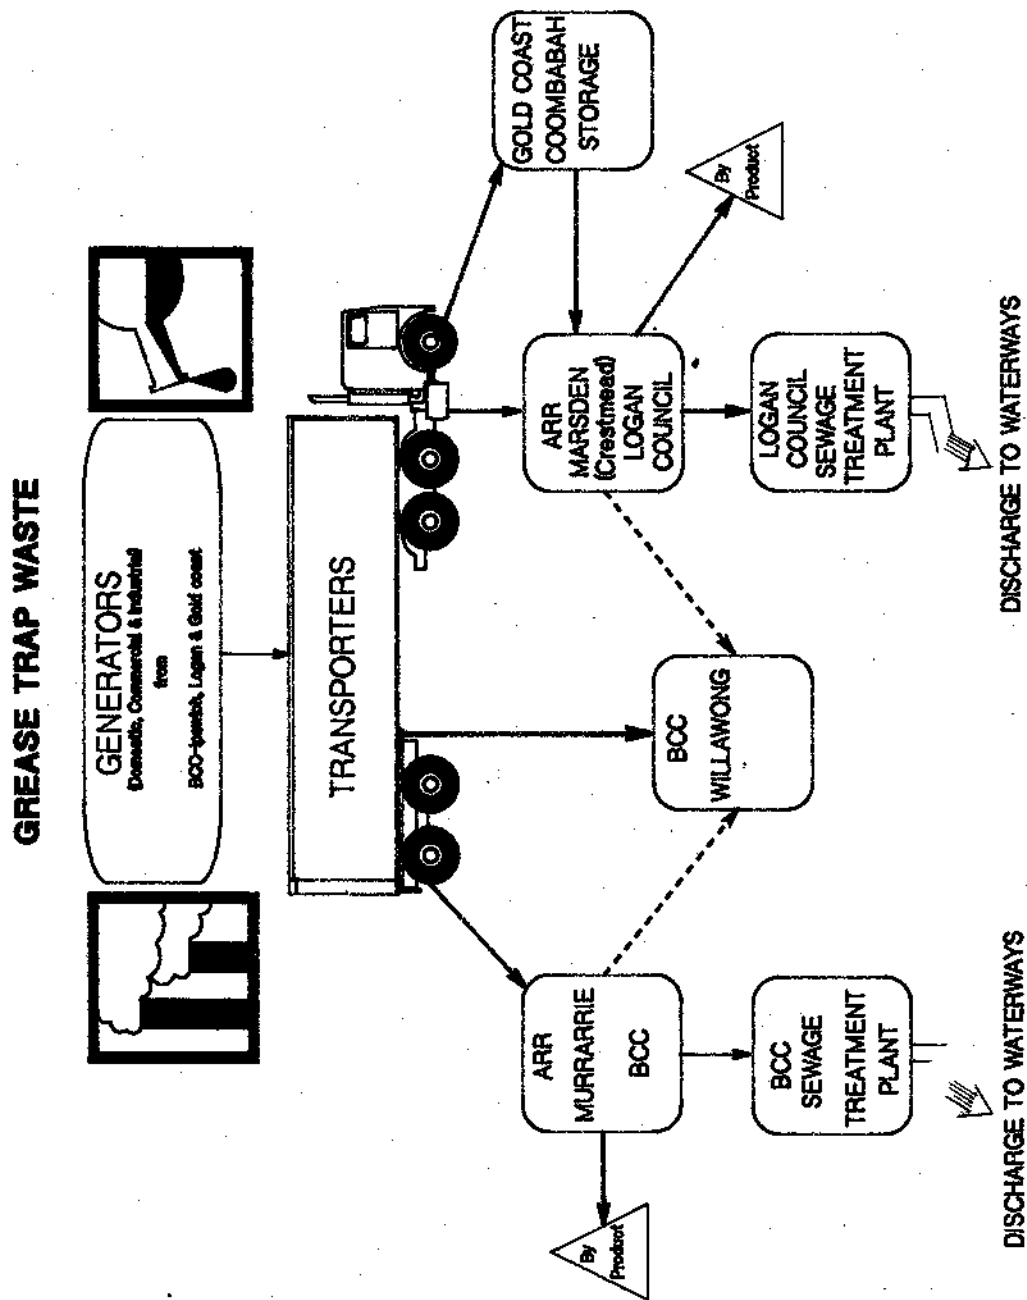 GREASE TRAP WASTE
GENERATORS
(Domestic, Commercial & Industrial)
from
BCC-Ipswich, Logan & Gold coast
TRANSPORTERS
ARR
MURRARRIE
BCC
By
Product
BCC
SEWAGE
TREATMENT
PLANT
DISCHARGE TO WATERWAYS
BCC
WILLAWONG
ARR
MARSDEN
(Crestmead)
LOGAN
COUNCIL
GOLD COAST
COOMBABAH
STORAGE
By
Product
LOGAN
COUNCIL
SEWAGE
TREATMENT
PLANT
DISCHARGE TO WATERWAYS